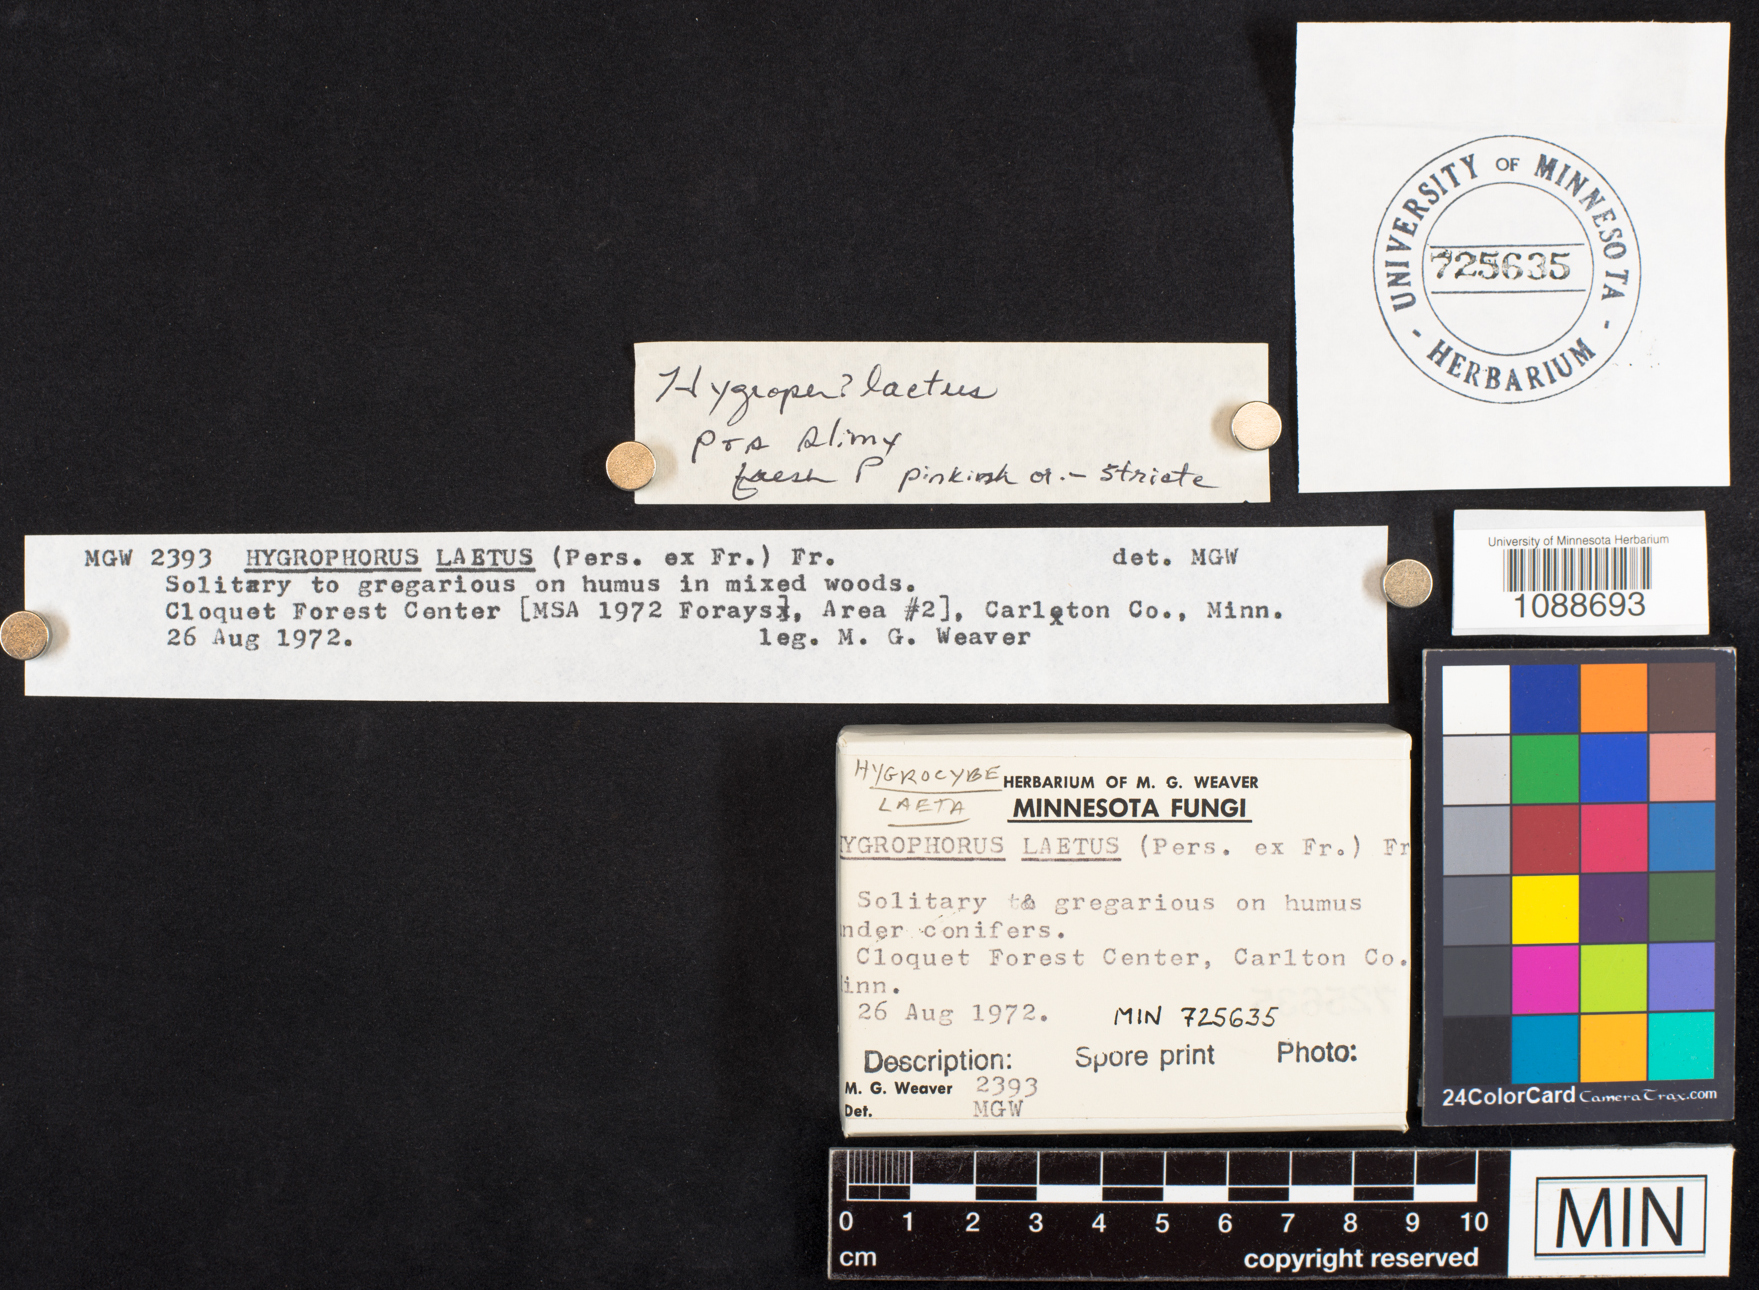 UNIVERSITY OF MINNESOTA
725635
- HERBARIUM -
Hygropho? laetus
slimy
fresh P pinkish or. - striate
MGW 2393 HYGROPHORUS LAETUS (Pers. ex Fr.) Fr. det. MGW
Solitary to gregarious on humus in mixed woods.
Cloquet Forest Center [MSA 1972 Forays, Area #2], Carlton Co., Minn.
26 Aug 1972. leg. M. G. Weaver
University of Minnesota Herbarium
1088693
HYGROCYBE
LAETA
HERBARIUM OF M. G. WEAVER
MINNESOTA FUNGI
YGROPHORUS LAETUS (Pers. ex Fr.) Fr
Solitary to gregarious on humus
nder conifers.
Cloquet Forest Center, Carlton Co.
inn.
26 Aug 1972. MIN 725635
Description: Spore print Photo:
M. G. Weaver 2393
Det. MGW
24ColorCard CameraTrax.com
0 1 2 3 4 5 6 7 8 9 10
cm copyright reserved
MIN